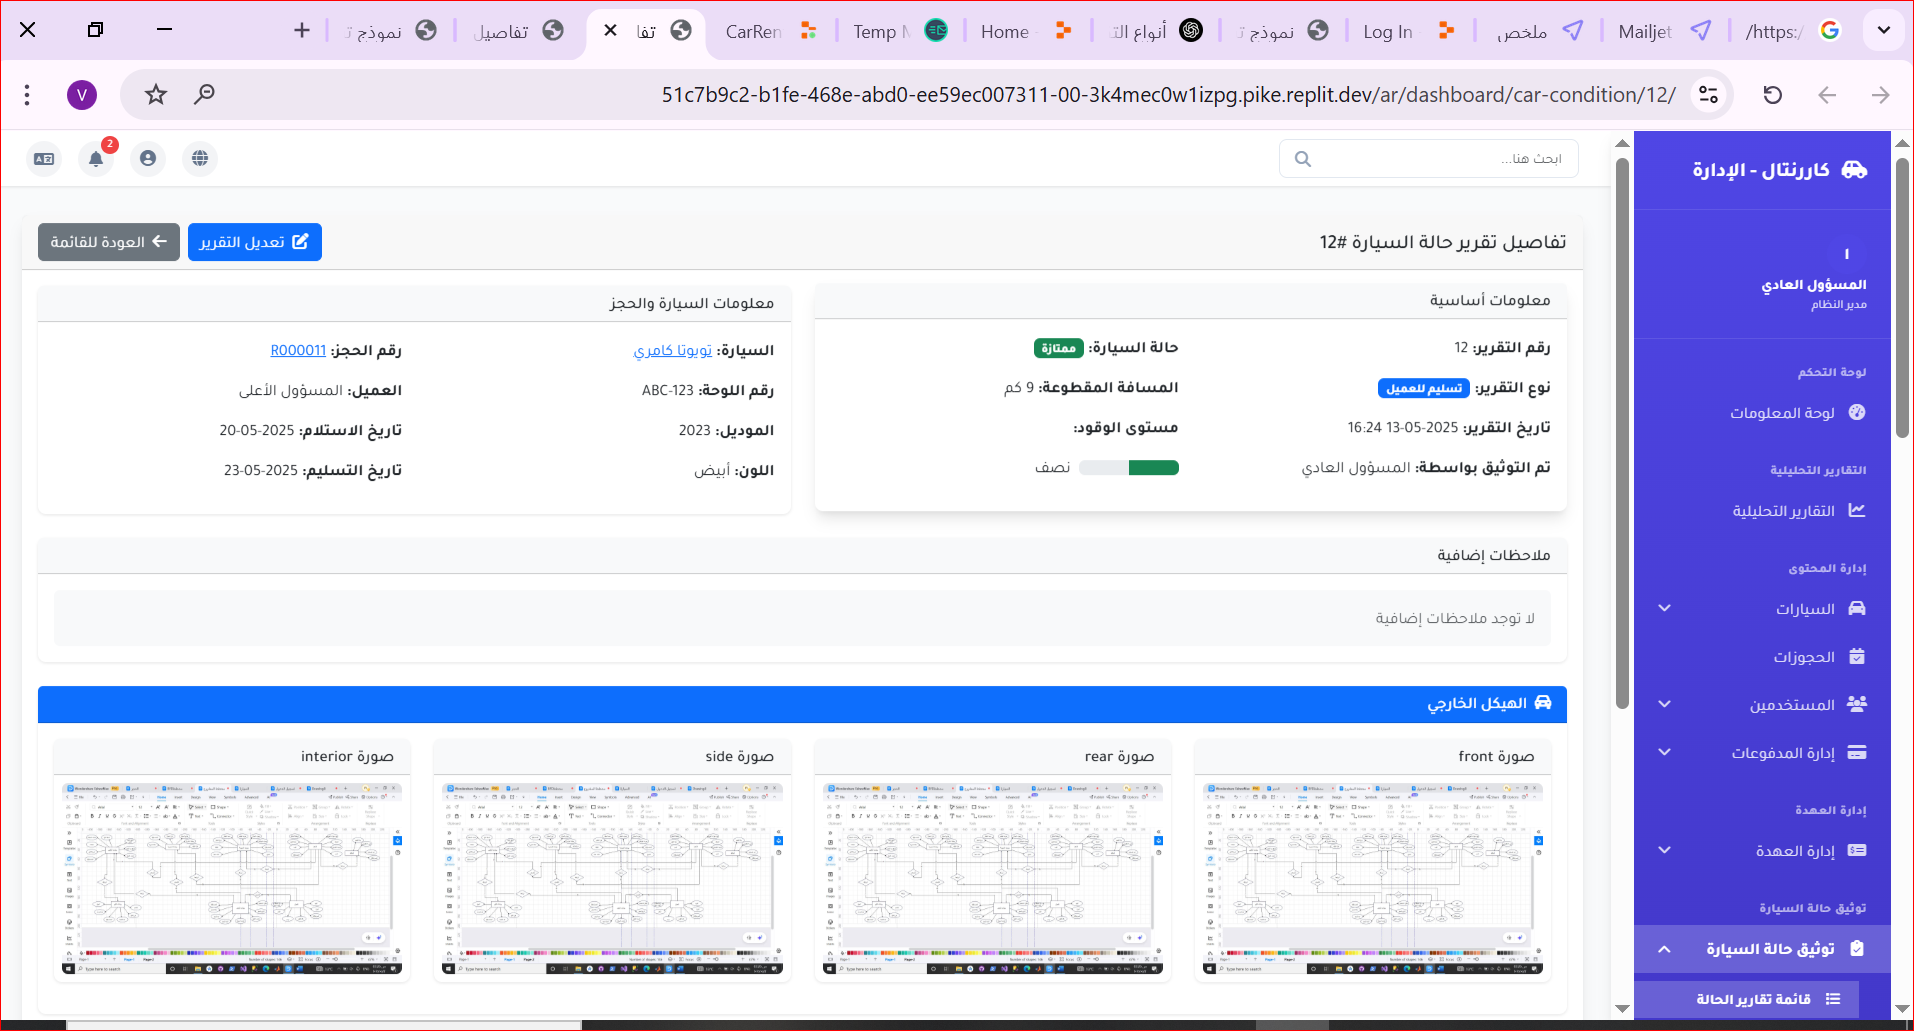 https:/
Mailjet
ملخص
Log In
نموذج ت
أنواع الت
Home
Temp M
CarRen
تفا
تفاصيل
نموذج ت
51c7b9c2-b1fe-468e-abd0-ee59ec007311-00-3k4mec0w1izpg.pike.replit.dev/ar/dashboard/car-condition/12/
V
كاررنتال - الإدارة
ا
المسؤول العادي
مدير النظام
لوحة التحكم
لوحة المعلومات
التقارير التحليلية
التقارير التحليلية
إدارة المحتوى
السيارات
الحجوزات
المستخدمين
إدارة المدفوعات
إدارة العهدة
إدارة العهدة
توثيق حالة السيارة
توثيق حالة السيارة
قائمة تقارير الحالة
ابحث هنا...
2
تفاصيل تقرير حالة السيارة #12
تعديل التقرير
العودة للقائمة
معلومات أساسية
رقم التقرير: 12
نوع التقرير: تسليم للعميل
تاريخ التقرير: 2025-05-13 16:24
تم التوثيق بواسطة: المسؤول العادي
حالة السيارة: ممتازة
المسافة المقطوعة: 9 كم
مستوى الوقود:
نصف
معلومات السيارة والحجز
السيارة: تويوتا كامري
رقم اللوحة: ABC-123
الموديل: 2023
اللون: أبيض
رقم الحجز: R000011
العميل: المسؤول الأعلى
تاريخ الاستلام: 2025-05-20
تاريخ التسليم: 2025-05-23
ملاحظات إضافية
لا توجد ملاحظات إضافية
الهيكل الخارجي
صورة front
صورة rear
صورة side
صورة interior